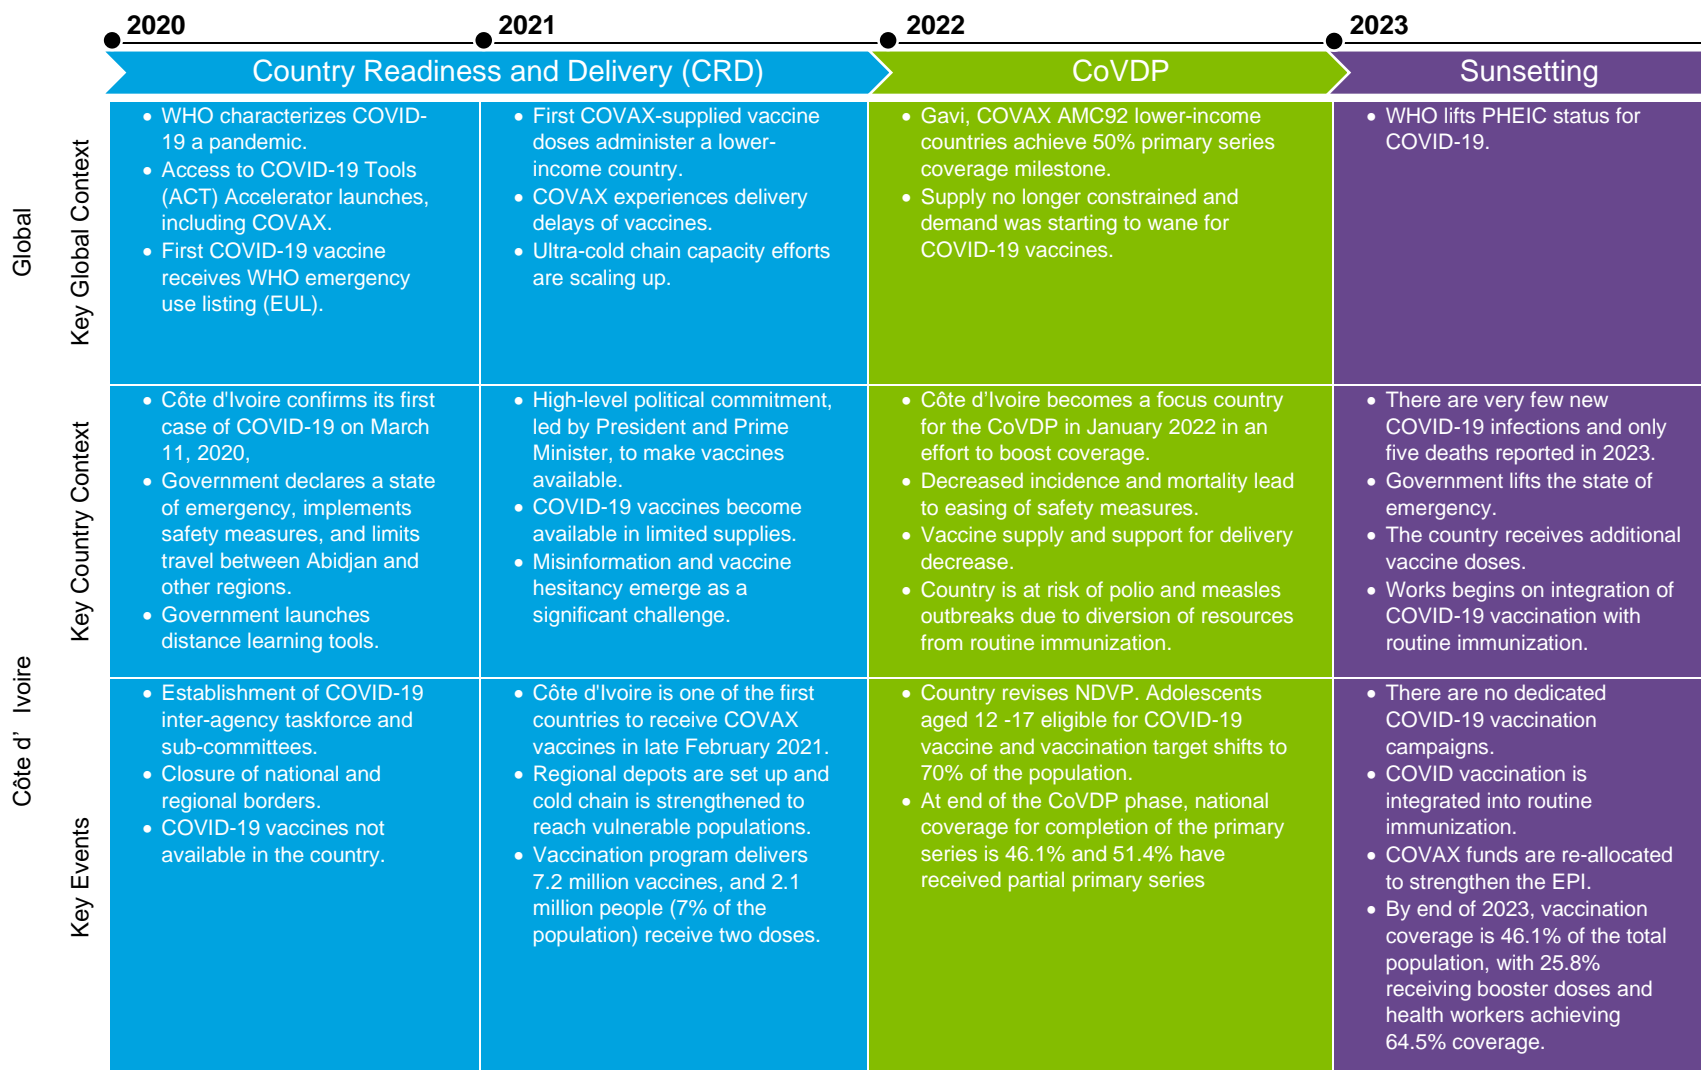 2020
2021
2022
2023
Country Readiness and Delivery (CRD)
CoVDP
Sunsetting
Global
Key Global Context
• WHO characterizes COVID-
19 a pandemic.
• Access to COVID-19 Tools
(ACT) Accelerator launches,
including COVAX.
• First COVID-19 vaccine
receives WHO emergency
use listing (EUL).
• First COVAX-supplied vaccine
doses administer a lower-
income country.
• COVAX experiences delivery
delays of vaccines.
• Ultra-cold chain capacity efforts
are scaling up.
• Gavi, COVAX AMC92 lower-income
countries achieve 50% primary series
coverage milestone.
• Supply no longer constrained and
demand was starting to wane for
COVID-19 vaccines.
• WHO lifts PHEIC status for
COVID-19.
Côte d’ Ivoire
Key Country Context
• Côte d'Ivoire confirms its first
case of COVID-19 on March
11, 2020,
• Government declares a state
of emergency, implements
safety measures, and limits
travel between Abidjan and
other regions.
• Government launches
distance learning tools.
• High-level political commitment,
led by President and Prime
Minister, to make vaccines
available.
• COVID-19 vaccines become
available in limited supplies.
• Misinformation and vaccine
hesitancy emerge as a
significant challenge.
• Côte d’Ivoire becomes a focus country
for the CoVDP in January 2022 in an
effort to boost coverage.
• Decreased incidence and mortality lead
to easing of safety measures.
• Vaccine supply and support for delivery
decrease.
• Country is at risk of polio and measles
outbreaks due to diversion of resources
from routine immunization.
• There are very few new
COVID-19 infections and only
five deaths reported in 2023.
• Government lifts the state of
emergency.
• The country receives additional
vaccine doses.
• Works begins on integration of
COVID-19 vaccination with
routine immunization.
Key Events
• Establishment of COVID-19
inter-agency taskforce and
sub-committees.
• Closure of national and
regional borders.
• COVID-19 vaccines not
available in the country.
• Côte d'Ivoire is one of the first
countries to receive COVAX
vaccines in late February 2021.
• Regional depots are set up and
cold chain is strengthened to
reach vulnerable populations.
• Vaccination program delivers
7.2 million vaccines, and 2.1
million people (7% of the
population) receive two doses.
• Country revises NDVP. Adolescents
aged 12 -17 eligible for COVID-19
vaccine and vaccination target shifts to
70% of the population.
• At end of the CoVDP phase, national
coverage for completion of the primary
series is 46.1% and 51.4% have
received partial primary series
• There are no dedicated
COVID-19 vaccination
campaigns.
• COVID vaccination is
integrated into routine
immunization.
• COVAX funds are re-allocated
to strengthen the EPI.
• By end of 2023, vaccination
coverage is 46.1% of the total
population, with 25.8%
receiving booster doses and
health workers achieving
64.5% coverage.